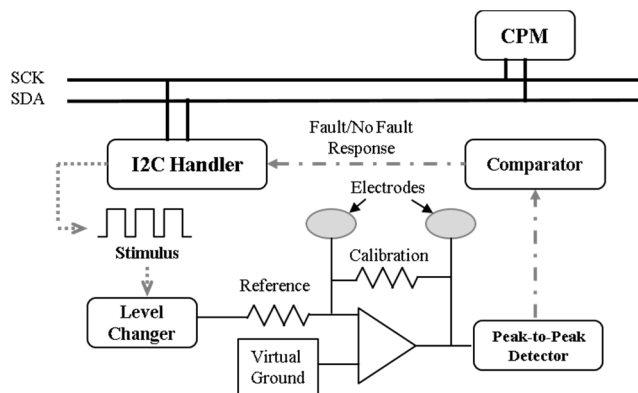 CPM
SCK
SDA
Fault/No Fault
Response
I2C Handler
Comparator
Electrodes
Stimulus
Calibration
Reference
Level
Changer
Virtual
Ground
Peak-to-Peak
Detector